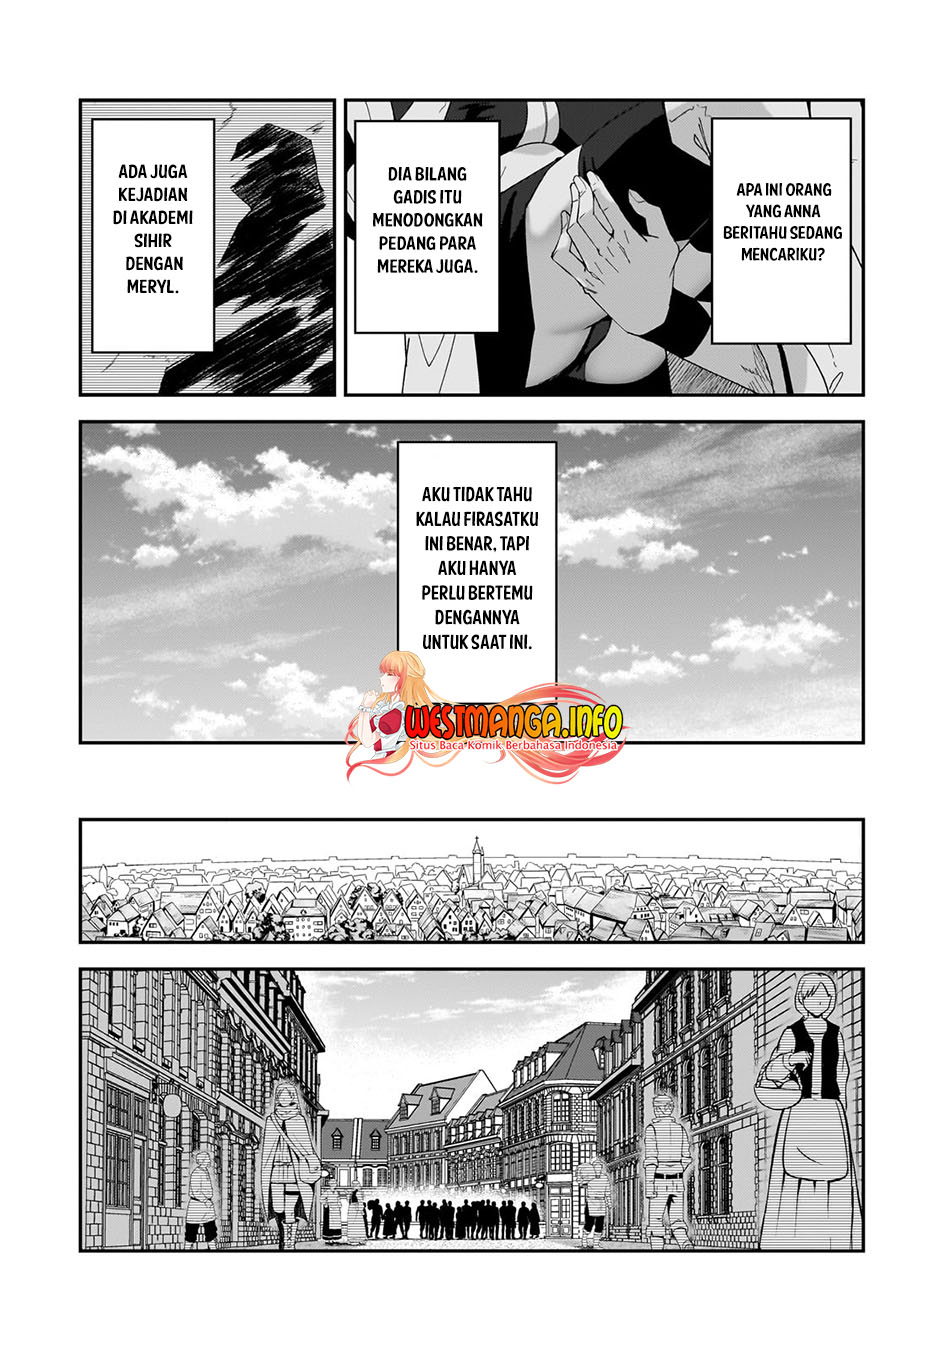 APA INI ORANG
YANG ANNA
BERITAHU SEDANG
MENCARIKU?
DIA BILANG
GADIS ITU
MENODONGKAN
PEDANG PARA
MEREKA JUGA.
ADA JUGA
KEJADIAN
DI AKADEMI
SIHIR
DENGAN
MERYL.
AKU TIDAK TAHU
KALAU FIRASATKU
INI BENAR, TAPI
AKU HANYA
PERLU BERTEMU
DENGANNYA
UNTUK SAAT INI.
WESTMANGA.INFO
Situs Baca Komik Berbahasa Indonesia